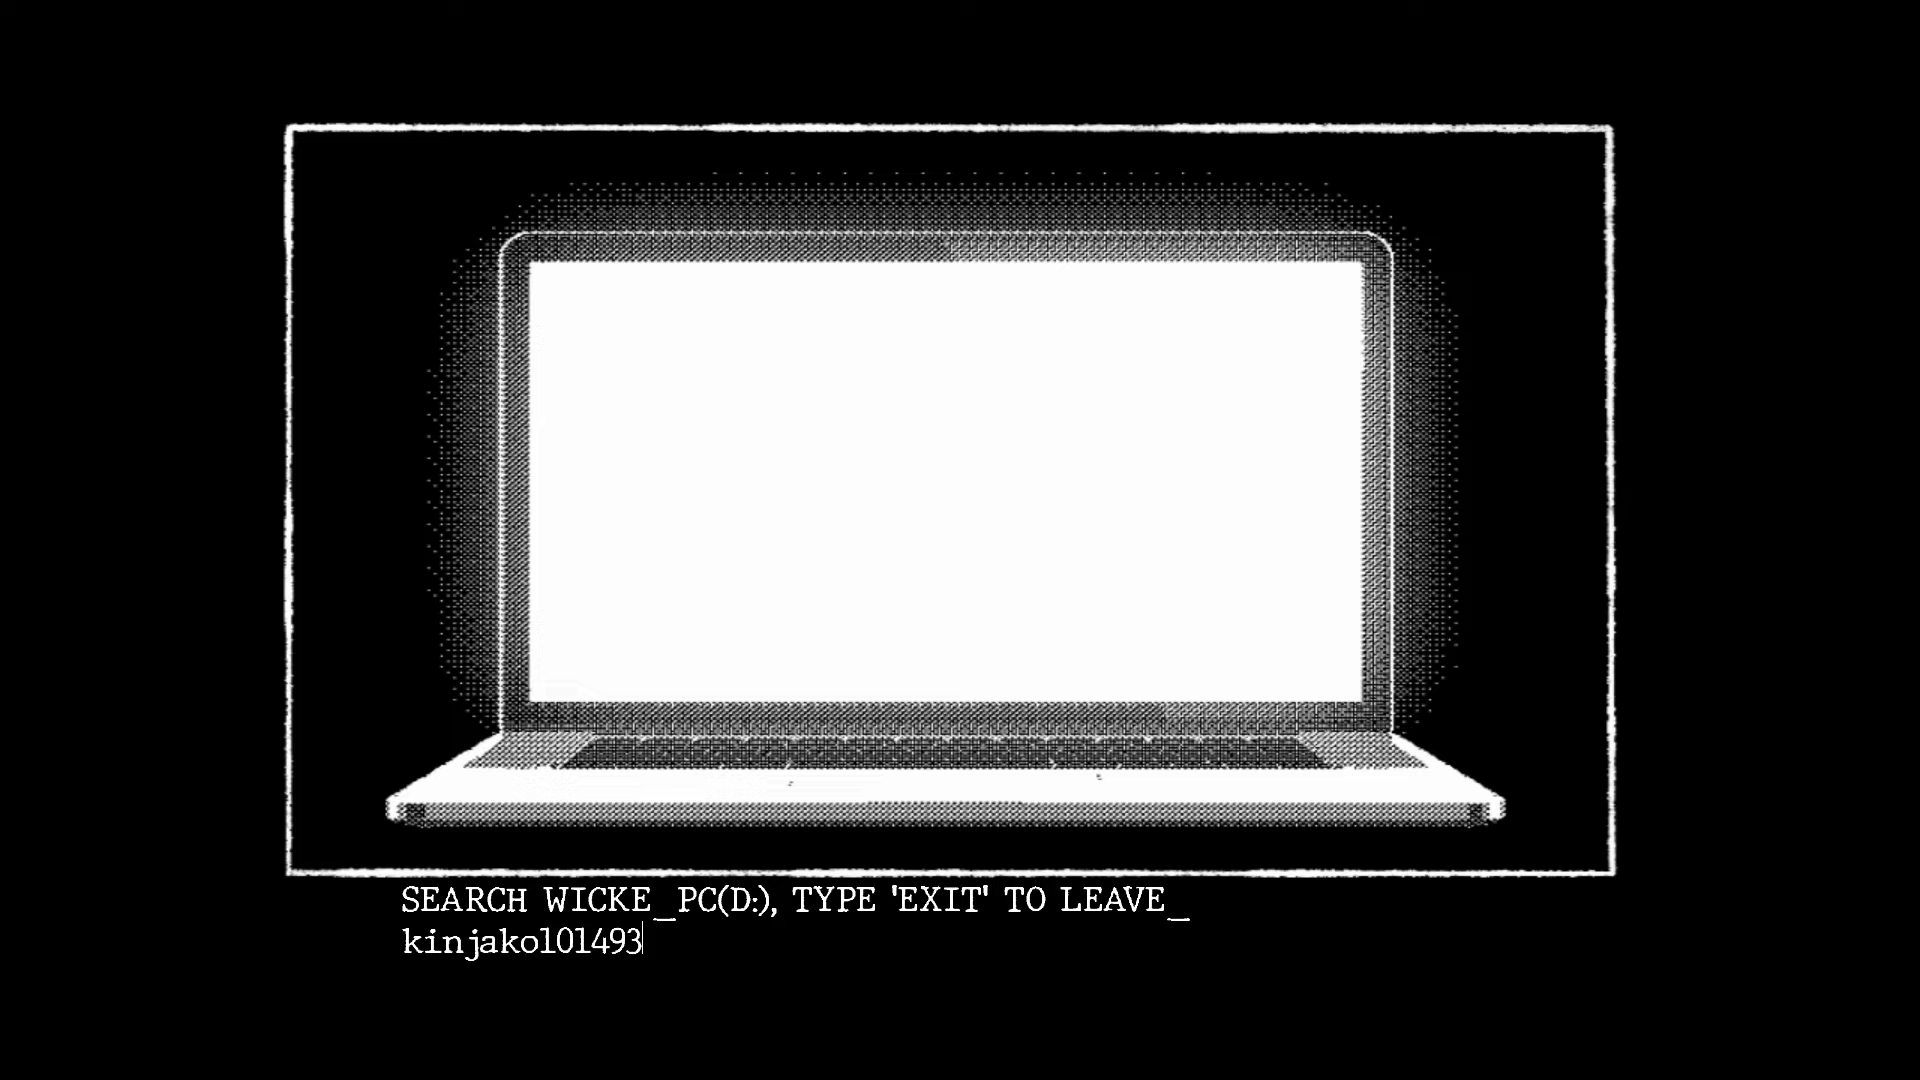 SEARCH WICKE_PC(D:), TYPE 'EXIT' TO LEAVE_
kinjako101493